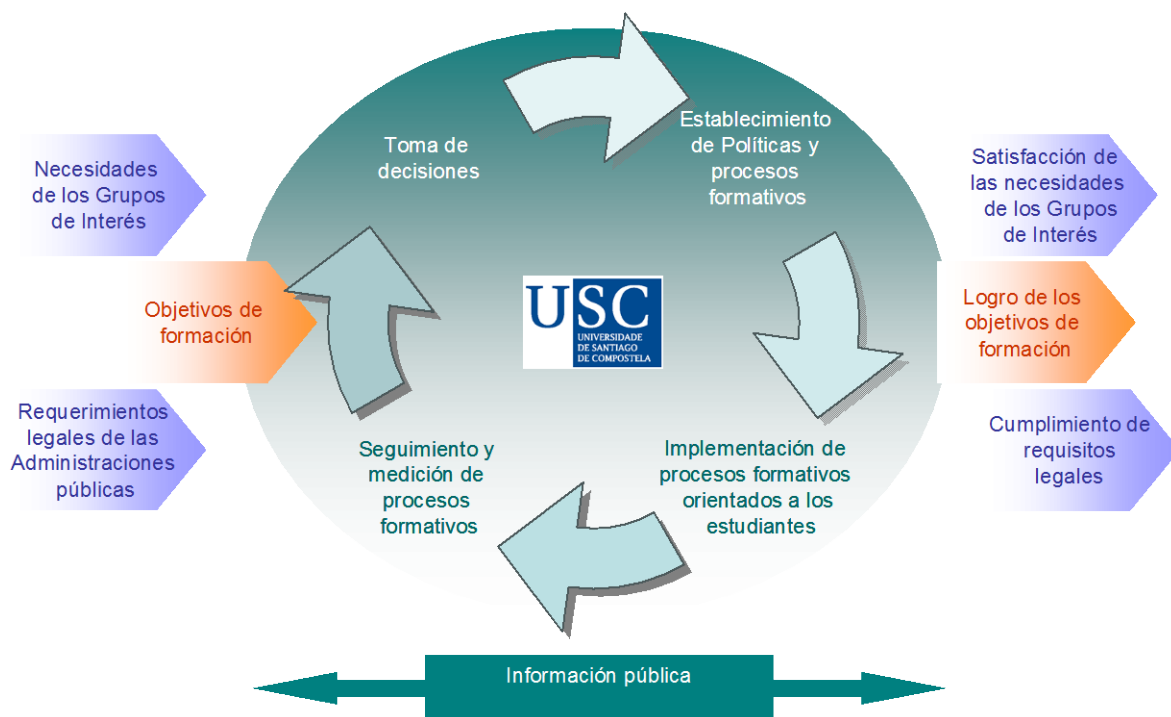 Necesidades
de los Grupos
de Interés
Objetivos de
formación
Requerimientos
legales de las
Administraciones
públicas
Toma de
decisiones
Establecimiento
de Políticas y
procesos
formativos
USC
UNIVERSIDADE
DE SANTIAGO
DE COMPOSTELA
Seguimiento y
medición de
procesos
formativos
Implementación de
procesos formativos
orientados a los
estudiantes
Satisfacción de
las necesidades
de los Grupos
de Interés
Logro de los
objetivos de
formación
Cumplimiento de
requisitos
legales
Información pública